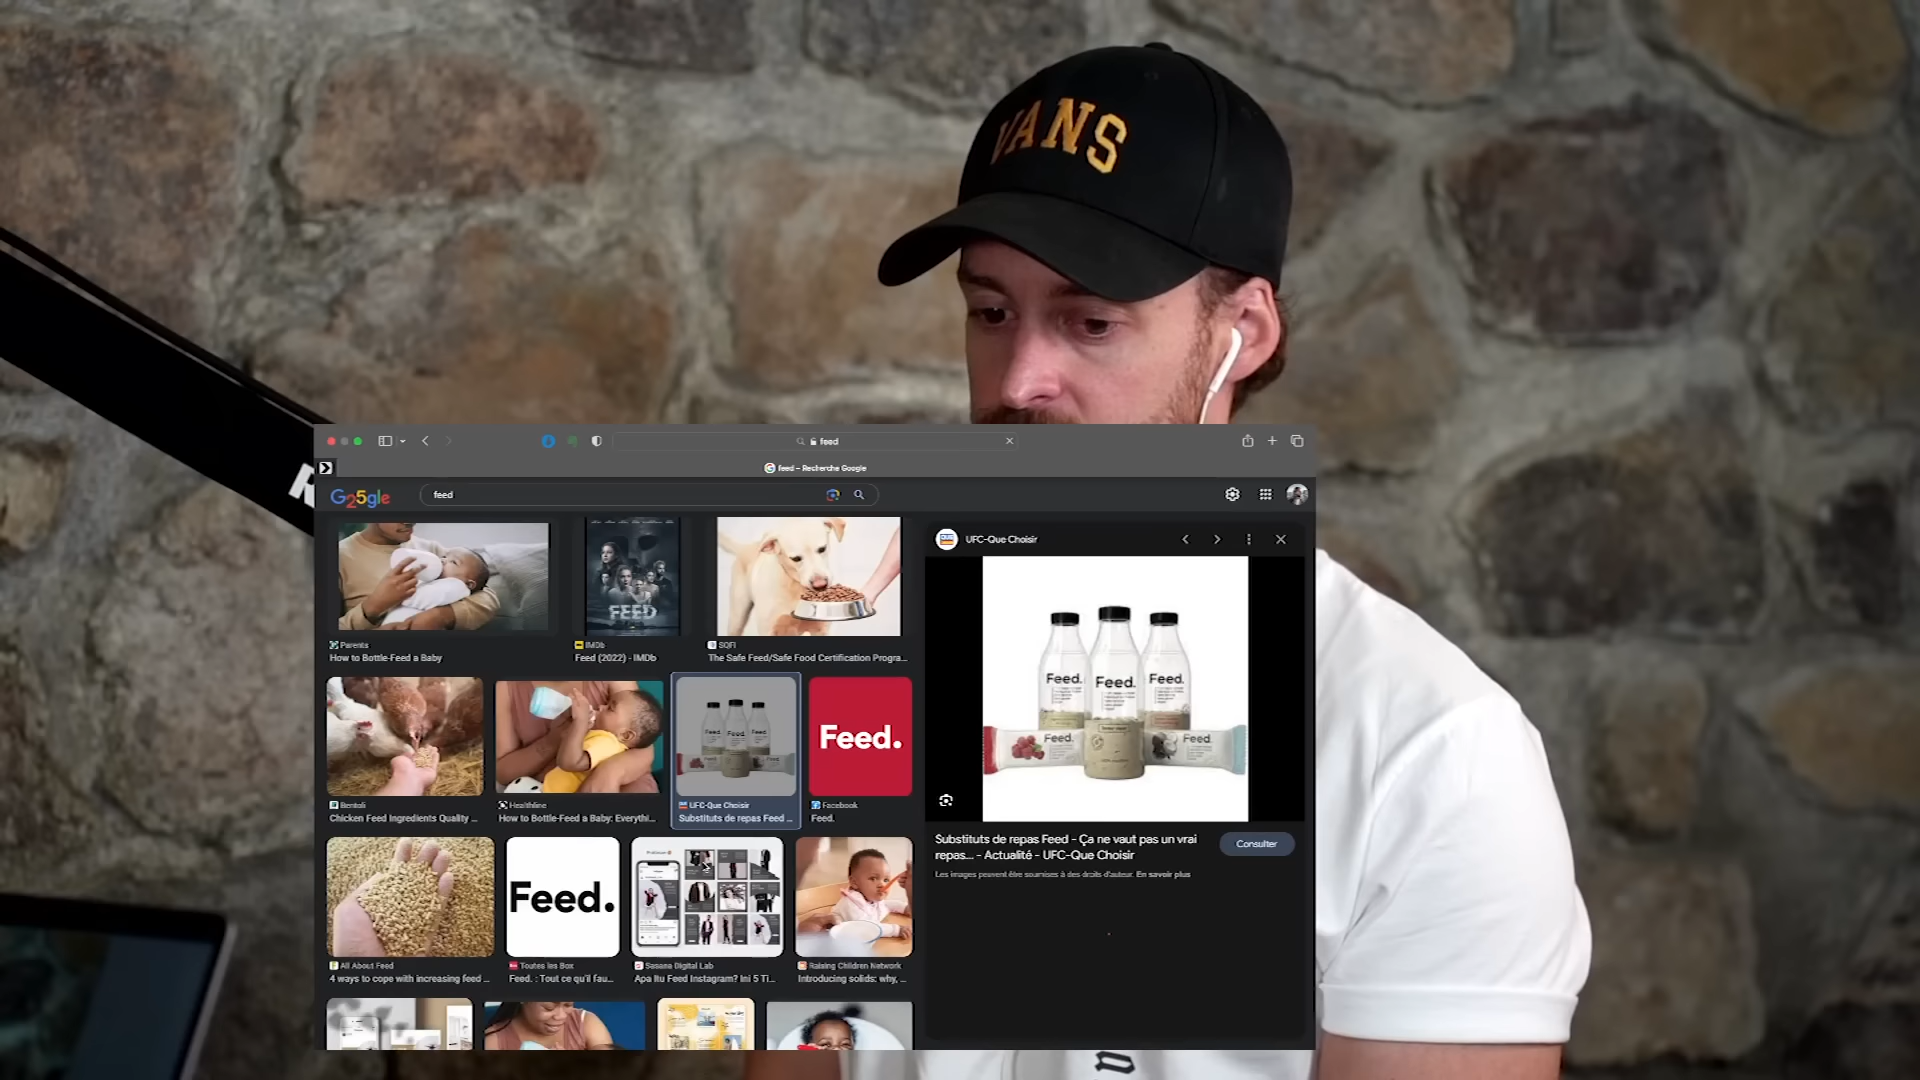 VANS
R
feed
feed – Recherche Google
G25gle
feed
Parents
How to Bottle-Feed a Baby
FEED
IMDb
Feed (2022) - IMDb
SQFI
The Safe Feed/Safe Food Certification Progra...
Bentoli
Chicken Feed Ingredients Quality ...
Healthline
How to Bottle-Feed a Baby: Everythi...
Feed.
Feed.
Feed.
UFC-Que Choisir
Substituts de repas Feed ...
Feed.
Facebook
Feed.
All About Feed
4 ways to cope with increasing feed ...
Feed.
Toutes les Box
Feed. : Tout ce qu'il fau...
Sasana Digital Lab
Apa Itu Feed Instagram? Ini 5 Ti...
Raising Children Network
Introducing solids: why, ...
UFC-Que Choisir
Feed.
Feed.
Feed.
Feed.
Feed.
Substituts de repas Feed - Ça ne vaut pas un vrai
repas... - Actualité - UFC-Que Choisir
Consulter
Les images peuvent être soumises à des droits d'auteur. En savoir plus